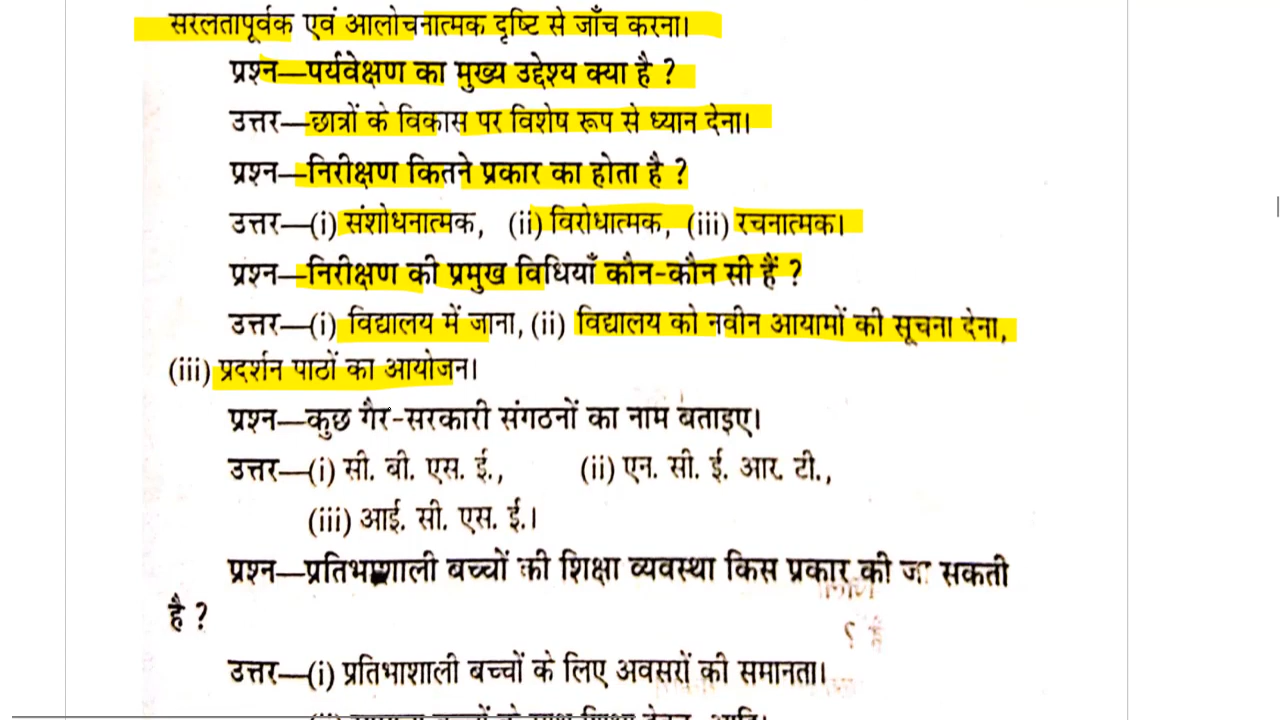 सरलतापूर्वक एवं आलोचनात्मक दृष्टि से जाँच करना।
प्रश्न—पर्यवेक्षण का मुख्य उद्देश्य क्या है ?
उत्तर—छात्रों के विकास पर विशेष रूप से ध्यान देना।
प्रश्न—निरीक्षण कितने प्रकार का होता है ?
उत्तर—(i) संशोधनात्मक, (ii) विरोधात्मक, (iii) रचनात्मक।
प्रश्न—निरीक्षण की प्रमुख विधियाँ कौन-कौन सी हैं ?
उत्तर—(i) विद्यालय में जाना, (ii) विद्यालय को नवीन आयामों की सूचना देना,
(iii) प्रदर्शन पाठों का आयोजन।
प्रश्न—कुछ गैर-सरकारी संगठनों का नाम बताइए।
उत्तर—(i) सी. बी. एस. ई., (ii) एन. सी. ई. आर. टी.,
(iii) आई. सी. एस. ई.।
प्रश्न—प्रतिभाशाली बच्चों की शिक्षा व्यवस्था किस प्रकार की जा सकती
है ?
उत्तर—(i) प्रतिभाशाली बच्चों के लिए अवसरों की समानता।